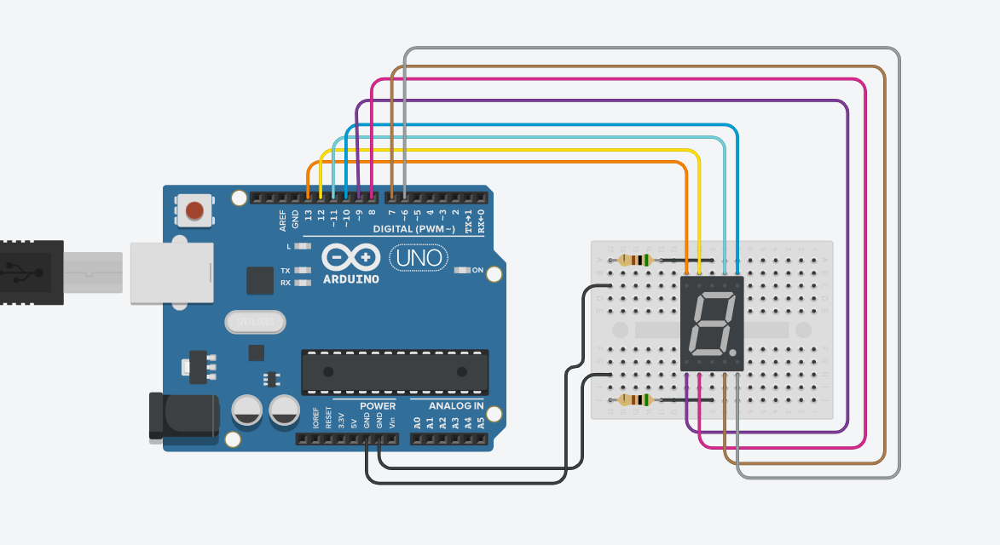 AREF
GND
13
12
~11
~10
~9
8
7
~6
~5
4
~3
2
TX→1
RX←0
DIGITAL (PWM~)
L
TX
RX
UNO
ARDUINO
ON
POWER
ANALOG IN
IOREF
RESET
3.3V
5V
GND
GND
Vin
A0
A1
A2
A3
A4
A5